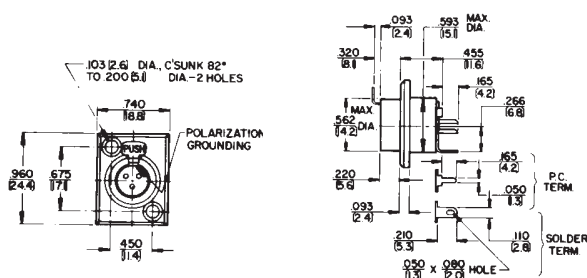 .103 (2.6) DIA., C'SUNK 82°
TO 200 (5.1) DIA.-2 HOLES
.740
(18.8)
PUSH
POLARIZATION
GROUNDING
.960
(24.4)
.675
(17.1)
450
(11.4)
.093
(2.4)
.593
(15.1)
MAX.
DIA.
.320
(8.1)
.455
(11.6)
.165
(4.2)
.266
(6.8)
MAX.
.562
(14.2)
DIA.
.220
(5.6)
.165
(4.2)
.050
(1.3)
P.C.
TERM.
.093
(2.4)
.210
(5.3)
.110
(2.8)
SOLDER
TERM.
.050
(1.3)
X
.080
(2.0)
HOLE